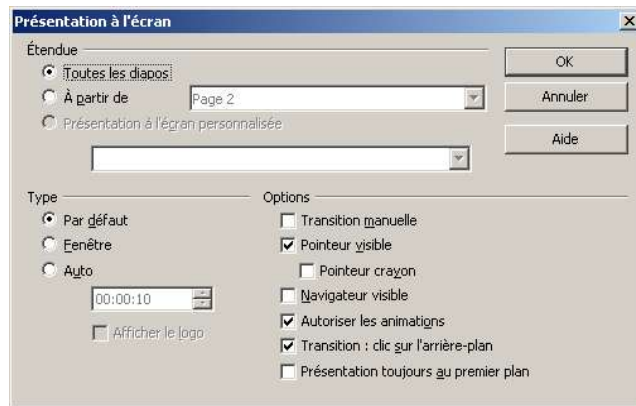 Présentation à l'écran
Étendue
Toutes les diapos
À partir de
Page 2
Présentation à l'écran personnalisée
OK
Annuler
Aide
Type
Par défaut
Fenêtre
Auto
00:00:10
Afficher le logo
Options
Transition manuelle
Pointeur visible
Pointeur crayon
Navigateur visible
Autoriser les animations
Transition : clic sur l'arrière-plan
Présentation toujours au premier plan